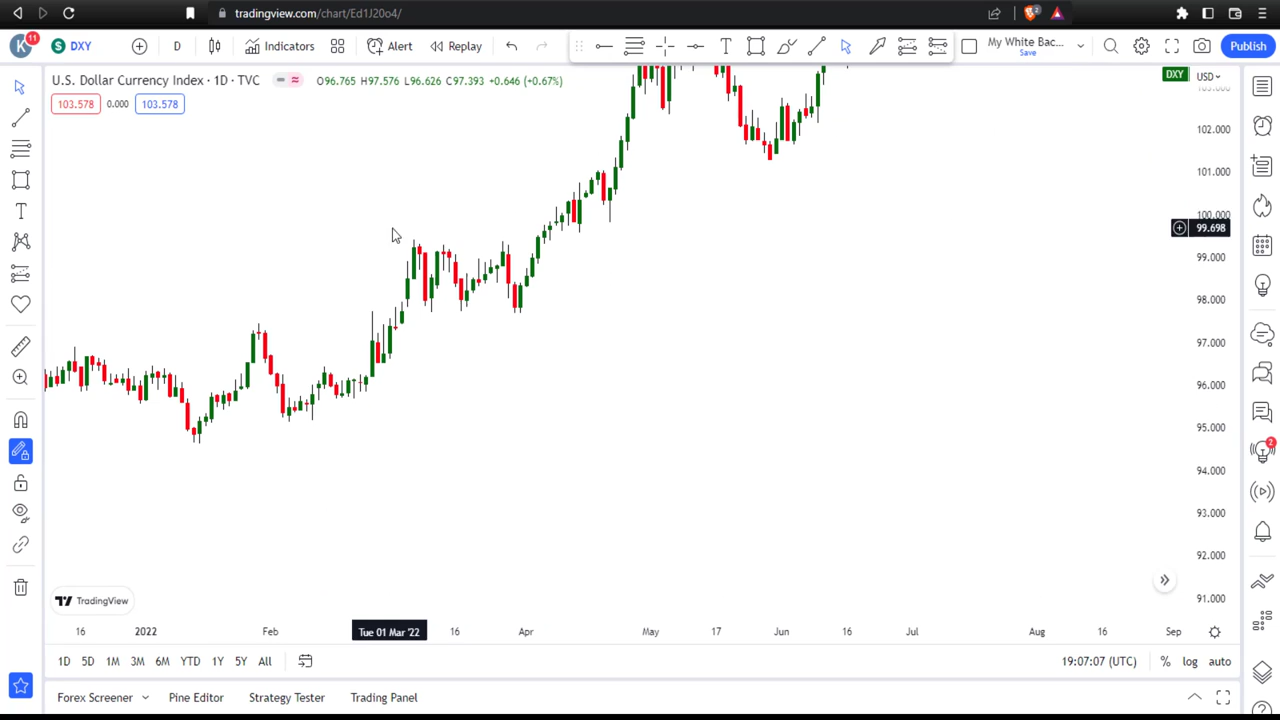 tradingview.com/chart/Ed1J20o4/
2
K
11
DXY
D
Indicators
Alert
Replay
T
My White Bac...
Save
Publish
U.S. Dollar Currency Index · 1D · TVC
O96.765 H97.576 L96.626 C97.393 +0.646 (+0.67%)
DXY
USD
103.578
0.000
103.578
103.000
102.000
101.000
100.000
99.698
99.000
98.000
97.000
96.000
95.000
94.000
93.000
92.000
91.000
T
2
TradingView
16
2022
Feb
Tue 01 Mar '22
16
Apr
May
17
Jun
16
Jul
Aug
16
Sep
1D
5D
1M
3M
6M
YTD
1Y
5Y
All
19:07:07 (UTC)
%
log
auto
Forex Screener
Pine Editor
Strategy Tester
Trading Panel